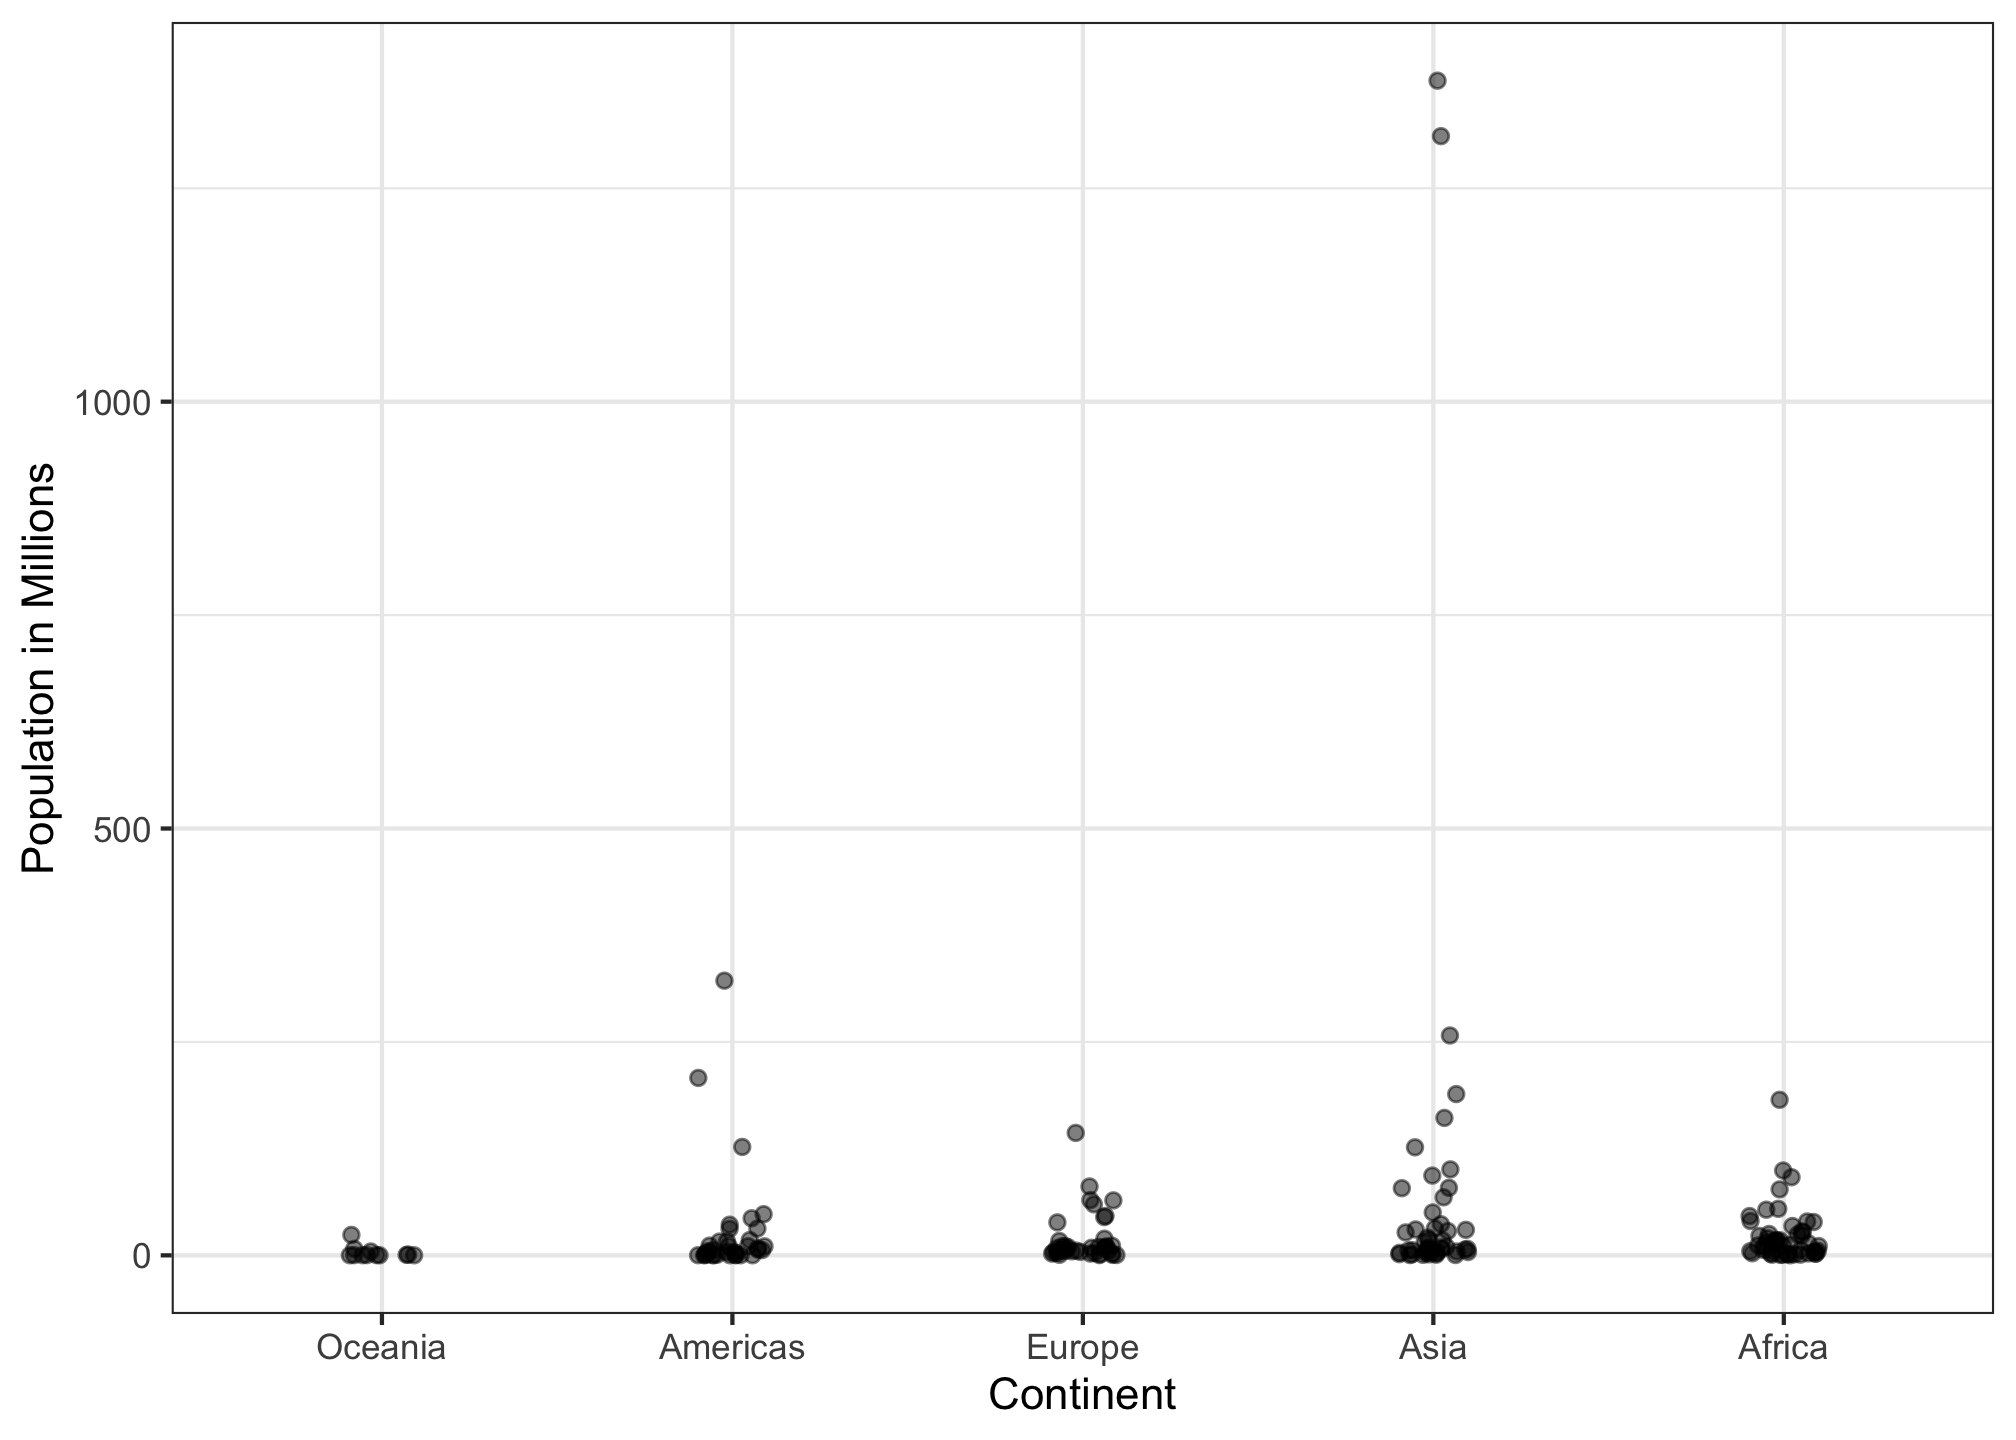 Population in Millions
1000
500
0
Oceania Americas Europe Asia Africa
Continent